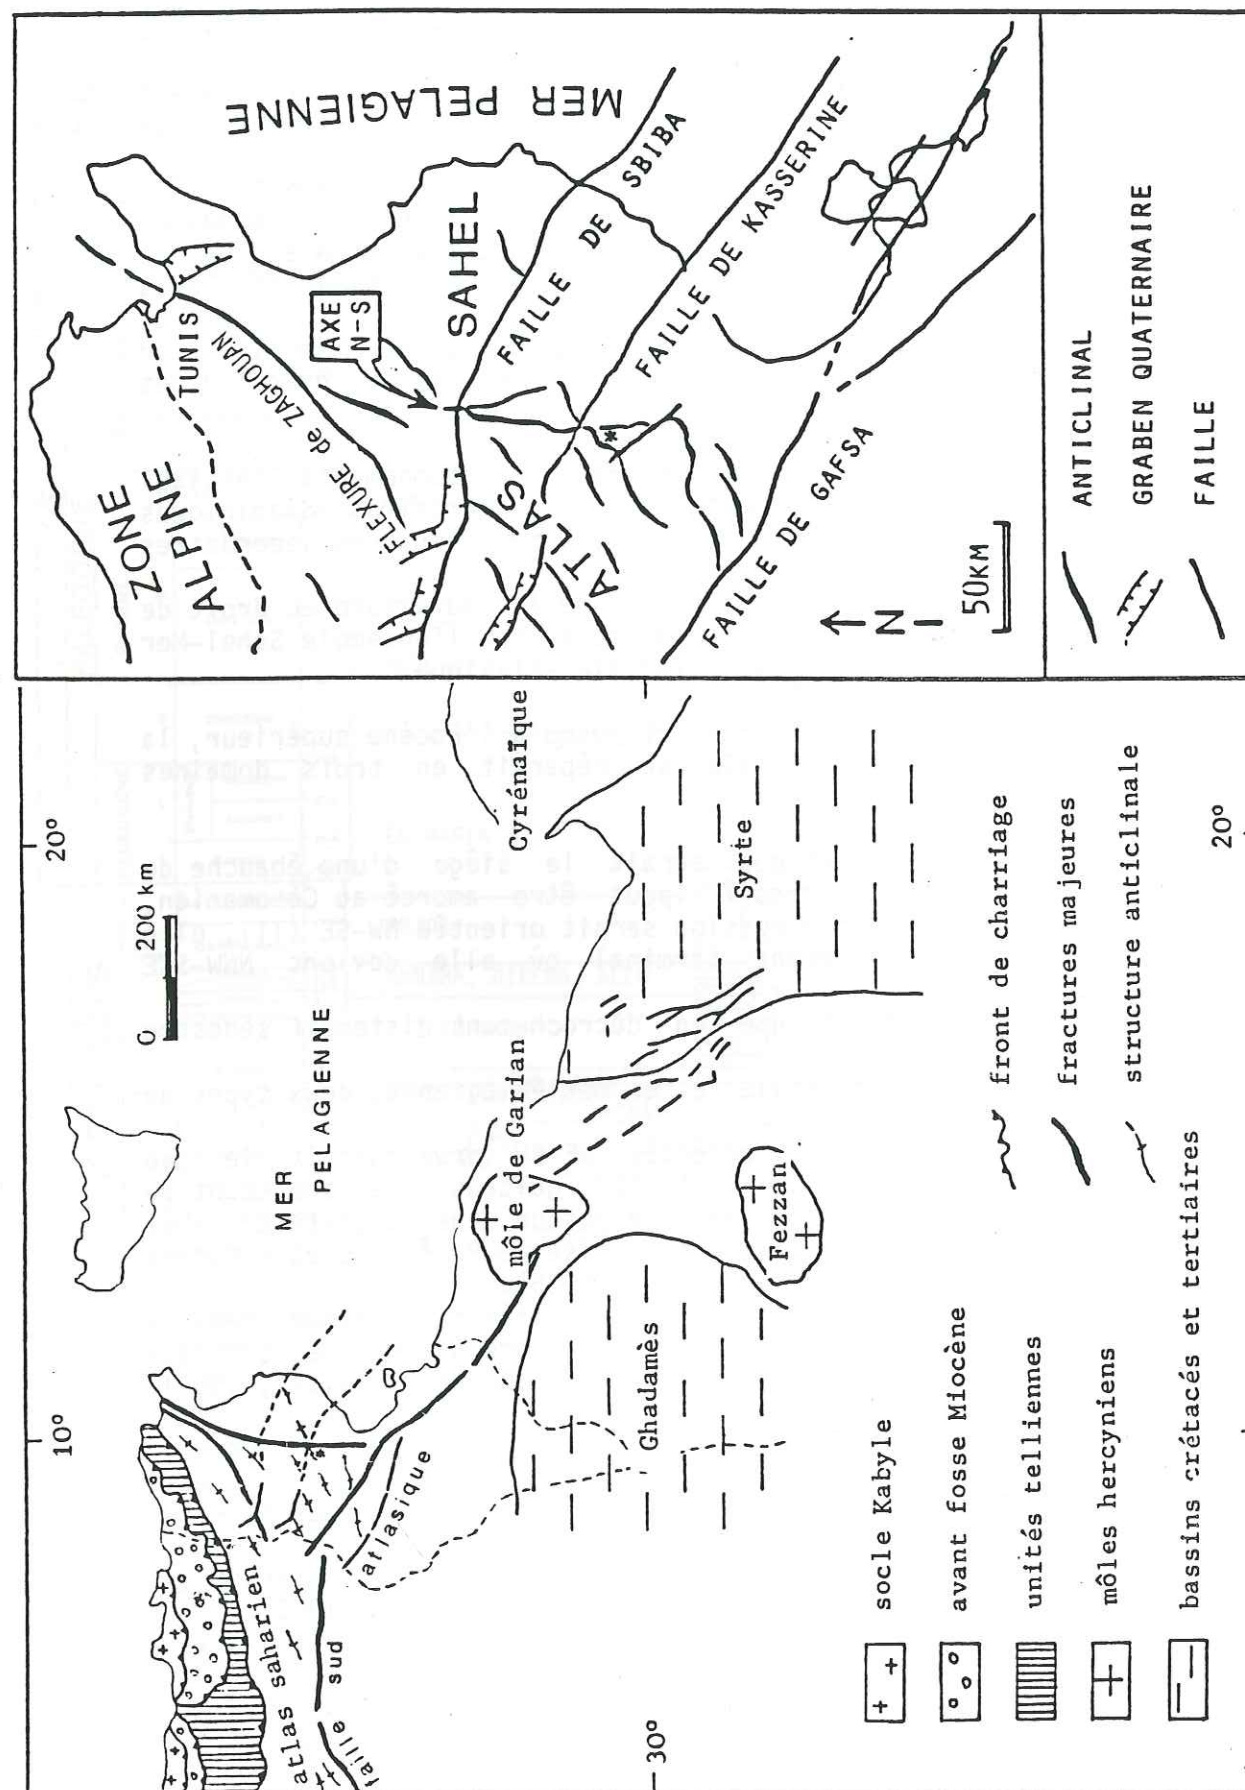 10°
20°
0 200 km
MER
PELAGIENNE
atlas saharien
faille
sud
atlasique
môle de Garian
Cyrénaïque
Ghadamès
Syrte
Fezzan
30°
20°
+ + socle Kabyle
avant fosse Miocène
unités telliennes
môles hercyniens
bassins crétacés et tertiaires
front de charriage
fractures majeures
structure anticlinale
ZONE
ALPINE
TUNIS
FLEXURE de ZAGHOUAN
AXE
N-S
MER PELAGIENNE
SAHEL
FAILLE DE SBIBA
FAILLE DE KASSERINE
ATLAS
FAILLE DE GAFSA
N
50KM
ANTICLINAL
GRABEN QUATERNAIRE
FAILLE